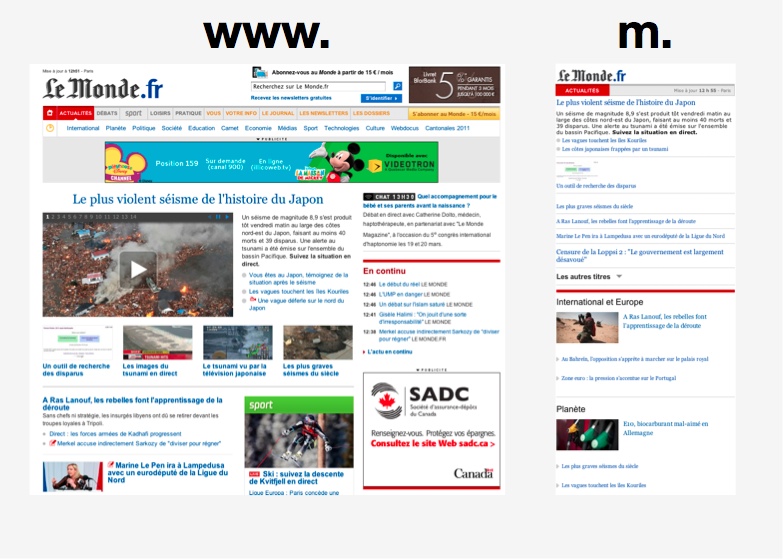 www.
m.
Mise à jour à 12h51 - Paris
Le Monde.fr
Abonnez-vous au Monde à partir de 15 € / mois
Recherchez sur Le Monde.fr
Recevez les newsletters gratuites
S'identifier
Livret
BforBank
5
% GARANTIS
PENDANT 3 MOIS
JUSQU'À 100 000 €
ACTUALITÉS DÉBATS sport LOISIRS PRATIQUE VOUS VOTRE INFO LE JOURNAL LES NEWSLETTERS LES DOSSIERS
S'abonner au Monde - 15 €/mois
International Planète Politique Société Education Carnet Economie Médias Sport Technologies Culture Webdocus Cantonales 2011
PUBLICITÉ
Disney
CHANNEL
Position 159
Sur demande
(canal 900)
En ligne
(illicoweb.tv)
LA MAISON DE MICKEY
Disponible avec
VIDEOTRON
Le plus violent séisme de l'histoire du Japon
1 2 3 4 5 6 7 8 9 10 11 12 13 14
Un séisme de magnitude 8,9 s'est produit
tôt vendredi matin au large des côtes
nord-est du Japon, faisant au moins 40
morts et 39 disparus. Une alerte au
tsunami a été émise sur l'ensemble du
bassin Pacifique. Suivez la situation en
direct.
Vous êtes au Japon, témoignez de la
situation après le séisme
Les vagues touchent les îles Kouriles
Une vague déferle sur le nord du
Japon
Un outil de recherche
des disparus
Les images du
tsunami en direct
Le tsunami vu par la
télévision japonaise
Les plus graves
séismes du siècle
CHAT 13H30 Quel accompagnement pour le
bébé et ses parents avant la naissance ?
Débat en direct avec Catherine Dolto, médecin,
haptothérapeute, en partenariat avec "Le Monde
Magazine", à l'occasion du 5e congrès international
d'haptonomie les 19 et 20 mars.
En continu
12:46 Le début du réel LE MONDE
12:46 L'UMP en danger LE MONDE
12:46 Un débat sur l'islam saturé LE MONDE
12:41 Gisèle Halimi : "On jouit d'une sorte
d'irresponsabilité" LE MONDE
12:38 Merkel accuse indirectement Sarkozy de "diviser
pour régner" LE MONDE.FR
L'actu en continu
PUBLICITÉ
SADC
Société d'assurance-dépôts
du Canada
Renseignez-vous. Protégez vos épargnes.
Consultez le site Web sadc.ca >
Canada
A Ras Lanouf, les rebelles font l'apprentissage de la
déroute
Sans chefs ni stratégie, les insurgés libyens ont dû se retirer devant les
troupes loyales à Tripoli.
Direct : les forces armées de Kadhafi progressent
Merkel accuse indirectement Sarkozy de "diviser pour régner"
Marine Le Pen ira à Lampedusa
avec un eurodéputé de la Ligue du
Nord
sport
LIVE Ski : suivez la descente
de Kvitfjell en direct
Ligue Europa : Paris concède une
Le Monde.fr
ACTUALITÉS
Mise à jour 12 h 55 - Paris
Le plus violent séisme de l'histoire du Japon
Un séisme de magnitude 8,9 s'est produit tôt vendredi matin au
large des côtes nord-est du Japon, faisant au moins 40 morts et 39
disparus. Une alerte au tsunami a été émise sur l'ensemble du
bassin Pacifique. Suivez la situation en direct.
Les vagues touchent les îles Kouriles
Les côtes japonaises frappées par un tsunami
Un outil de recherche des disparus
Les plus graves séismes du siècle
A Ras Lanouf, les rebelles font l'apprentissage de la déroute
Marine Le Pen ira à Lampedusa avec un eurodéputé de la Ligue du Nord
Censure de la Loppsi 2 : "Le gouvernement est largement
désavoué"
Les autres titres
International et Europe
A Ras Lanouf, les rebelles font
l'apprentissage de la déroute
Au Bahreïn, l'opposition s'apprête à marcher sur le palais royal
Zone euro : la pression s'accentue sur le Portugal
Planète
E10, biocarburant mal-aimé en
Allemagne
Les plus graves séismes du siècle
Les vagues touchent les îles Kouriles